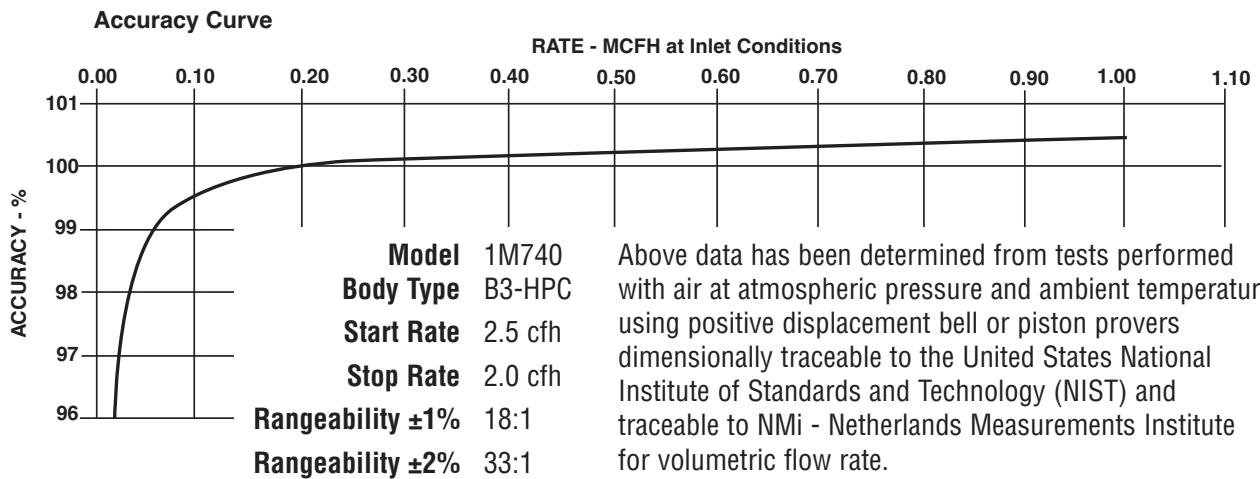 Accuracy Curve
RATE - MCFH at Inlet Conditions
0.00 0.10 0.20 0.30 0.40 0.50 0.60 0.70 0.80 0.90 1.00 1.10
101
100
99
98
97
96
ACCURACY - %
Model 1M740
Body Type B3-HPC
Start Rate 2.5 cfh
Stop Rate 2.0 cfh
Rangeability ±1% 18:1
Rangeability ±2% 33:1
Above data has been determined from tests performed
with air at atmospheric pressure and ambient temperatur
using positive displacement bell or piston provers
dimensionally traceable to the United States National
Institute of Standards and Technology (NIST) and
traceable to NMi - Netherlands Measurements Institute
for volumetric flow rate.